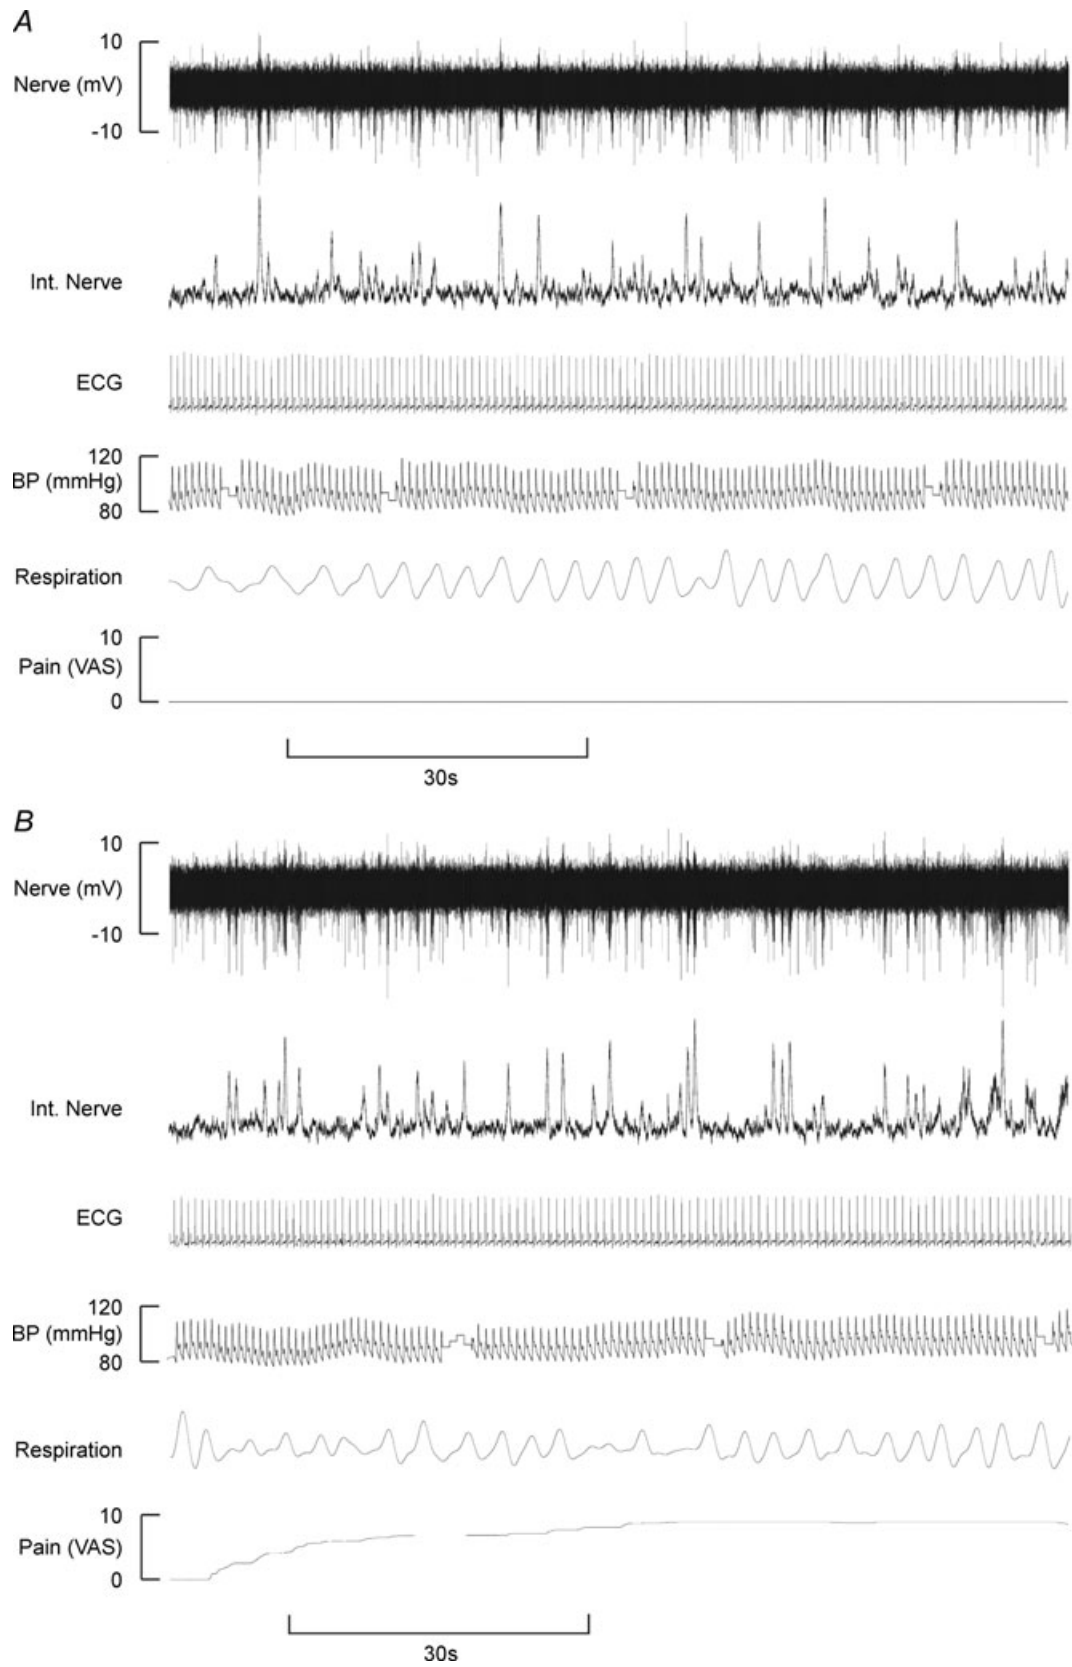 A
10
Nerve (mV)
-10
Int. Nerve
ECG
120
BP (mmHg)
80
Respiration
10
Pain (VAS)
0
30s
B
10
Nerve (mV)
-10
Int. Nerve
ECG
120
BP (mmHg)
80
Respiration
10
Pain (VAS)
0
30s